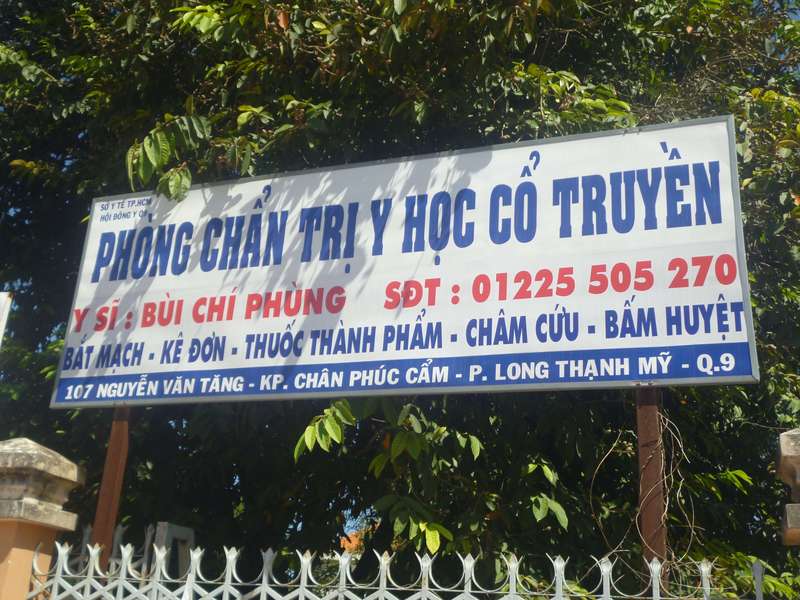 SỞ Y TẾ TP.HCM
HỘI ĐÔNG Y Q9
PHÒNG CHẨN TRỊ Y HỌC CỔ TRUYỀN
Y SĨ : BÙI CHÍ PHÙNG SĐT : 01225 505 270
BẮT MẠCH - KÊ ĐƠN - THUỐC THÀNH PHẨM - CHÂM CỨU - BẤM HUYỆT
107 NGUYỄN VĂN TĂNG - KP. CHÂN PHÚC CẨM - P. LONG THẠNH MỸ - Q.9